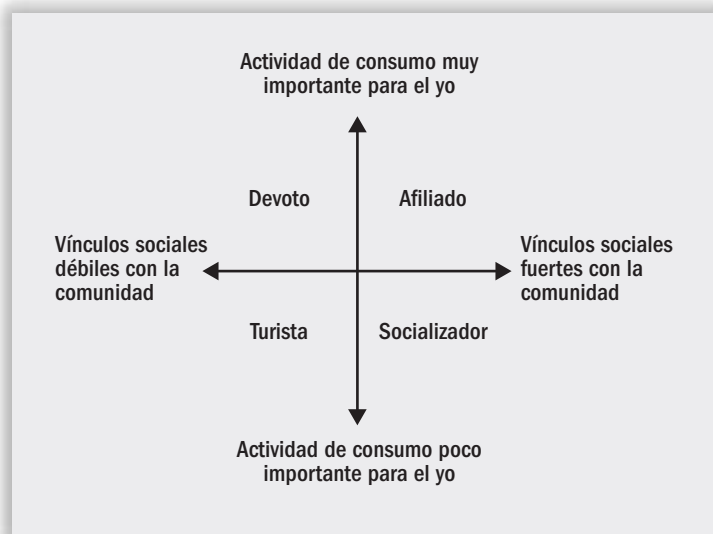 Actividad de consumo muy
importante para el yo
Devoto
Afiliado
Vínculos sociales
débiles con la
comunidad
Vínculos sociales
fuertes con la
comunidad
Turista
Socializador
Actividad de consumo poco
importante para el yo